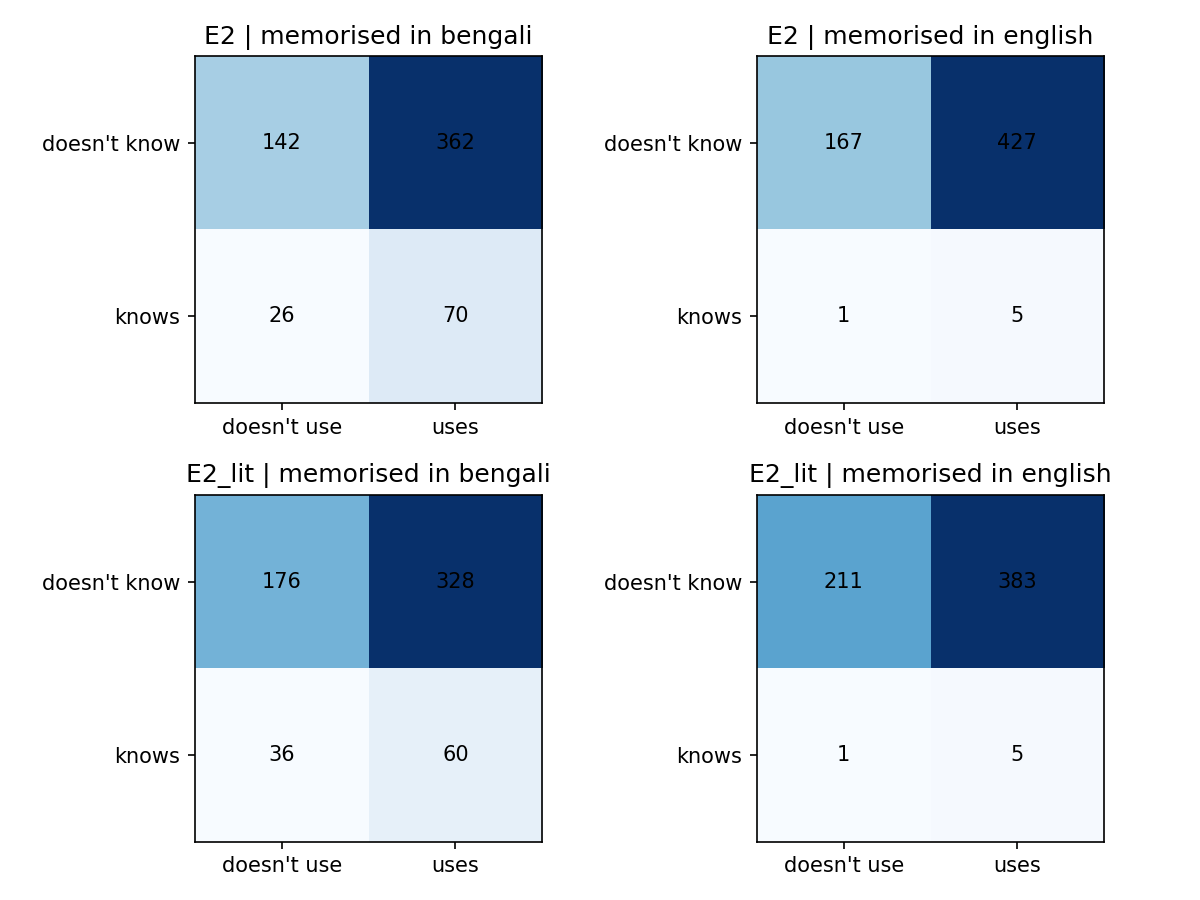 E2 | memorised in bengali
doesn't know
142
362
knows
26
70
doesn't use
uses
E2 | memorised in english
doesn't know
167
427
knows
1
5
doesn't use
uses
E2_lit | memorised in bengali
doesn't know
176
328
knows
36
60
doesn't use
uses
E2_lit | memorised in english
doesn't know
211
383
knows
1
5
doesn't use
uses